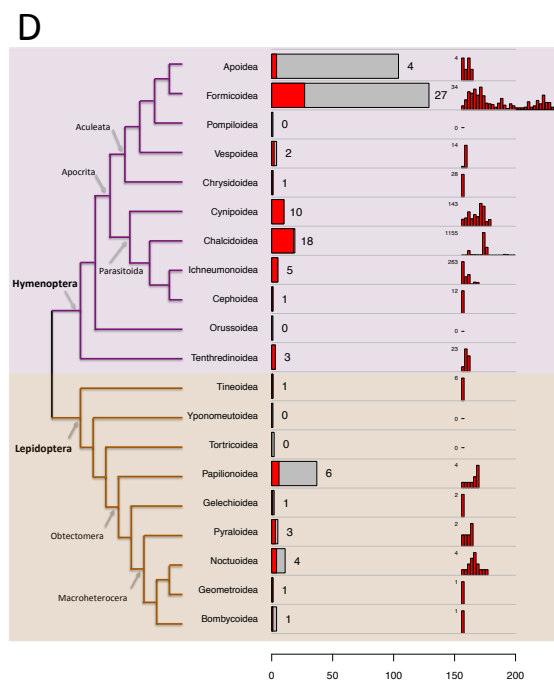 D
Apoidea 4 4
Formicoidea 27 34
Pompiloidea 0 0
Aculeata
Vespoidea 2 14
Apocrita
Chrysidoidea 1 28
Cynipoidea 10 143
Chalcidoidea 18 1155
Parasitoida
Ichneumonoidea 5 263
Hymenoptera
Cephoidea 1 12
Orussoidea 0 0
Tenthredinoidea 3 23
Tineoidea 1 6
Yponomeutoidea 0 0
Lepidoptera
Tortricoidea 0 0
Papilionoidea 6 4
Gelechioidea 1 2
Obtectomera
Pyraloidea 3 2
Noctuoidea 4 4
Geometroidea 1 1
Macroheterocera
Bombycoidea 1 1
0 50 100 150 200